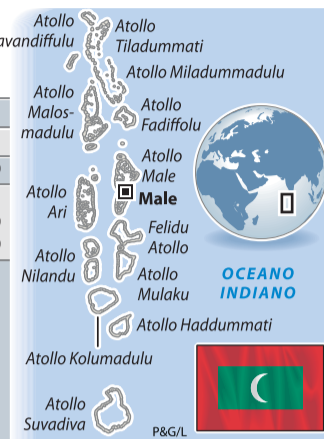 Atollo
avandiffulu
Atollo
Tiladummati
Atollo Miladummadulu
Atollo
Malos-
madulu
Atollo
Fadiffolu
Atollo
Male
Male
Atollo
Ari
Felidu
Atollo
Atollo
Nilandu
Atollo
Mulaku
OCEANO
INDIANO
Atollo Haddummati
Atollo Kolumadulu
Atollo
Suvadiva
P&G/L